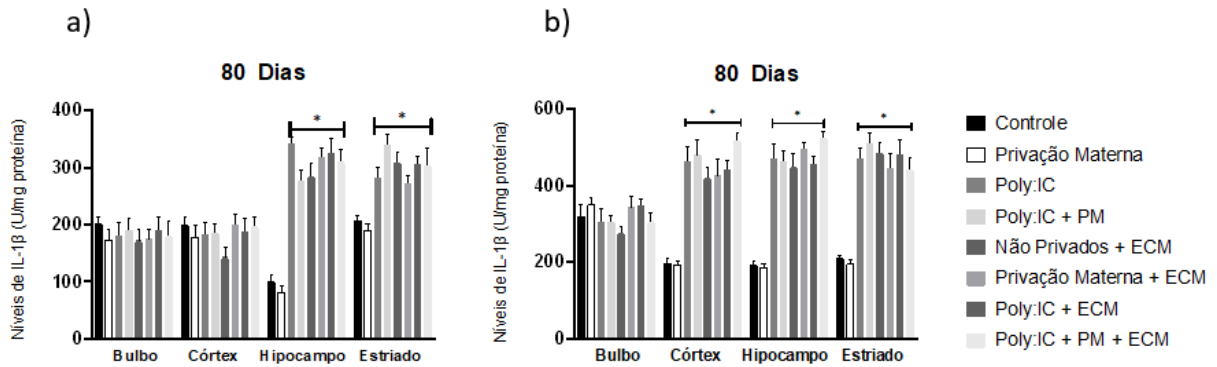 a)
80 Dias
Níveis de IL-1β (U/mg proteína)
400
300
200
100
0
*
*
Bulbo Córtex Hipocampo Estriado
b)
80 Dias
Níveis de IL-1β (U/mg proteína)
600
400
200
0
*
*
*
Bulbo Córtex Hipocampo Estriado
Controle
Privação Materna
Poly:IC
Poly:IC + PM
Não Privados + ECM
Privação Materna + ECM
Poly:IC + ECM
Poly:IC + PM + ECM